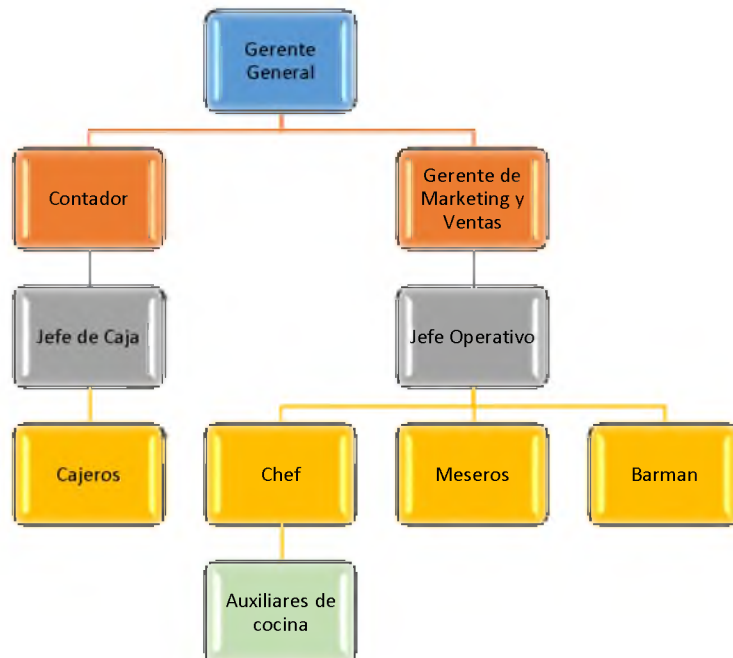 Gerente
General
Contador
Gerente de
Marketing y
Ventas
Jefe de Caja
Jefe Operativo
Cajeros
Chef
Meseros
Barman
Auxiliares de
cocina